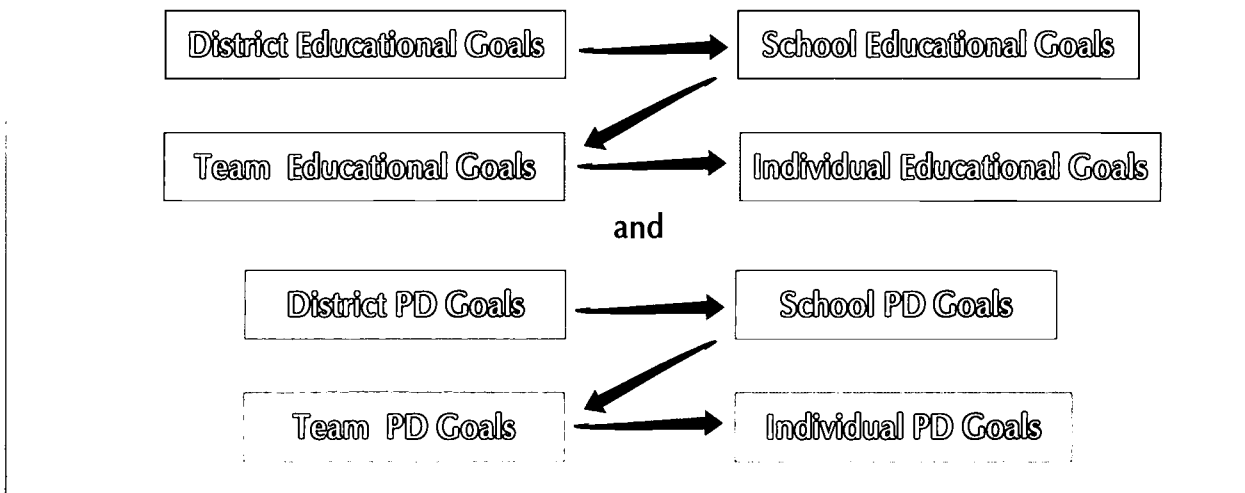 District Educational Goals School Educational Goals
Team Educational Goals Individual Educational Goals
and
District PD Goals School PD Goals
Team PD Goals Individual PD Goals